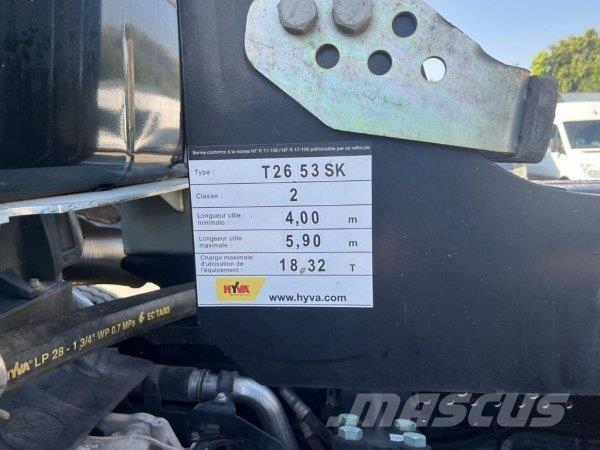 Benne conforme à la norme NF R 17-108 / NF R 17-106 préhensible par ce véhicule
Type : T26 53 SK
Classe : 2
Longueur utile
minimale : 4,00 m
Longueur utile
maximale : 5,90 m
Charge maximale
d'utilisation de
l'équipement : 18,32 T
HYVA
www.hyva.com
HYVA LP 28 - 1 3/4" WP 0.7 MPa EC TA
MASCUS